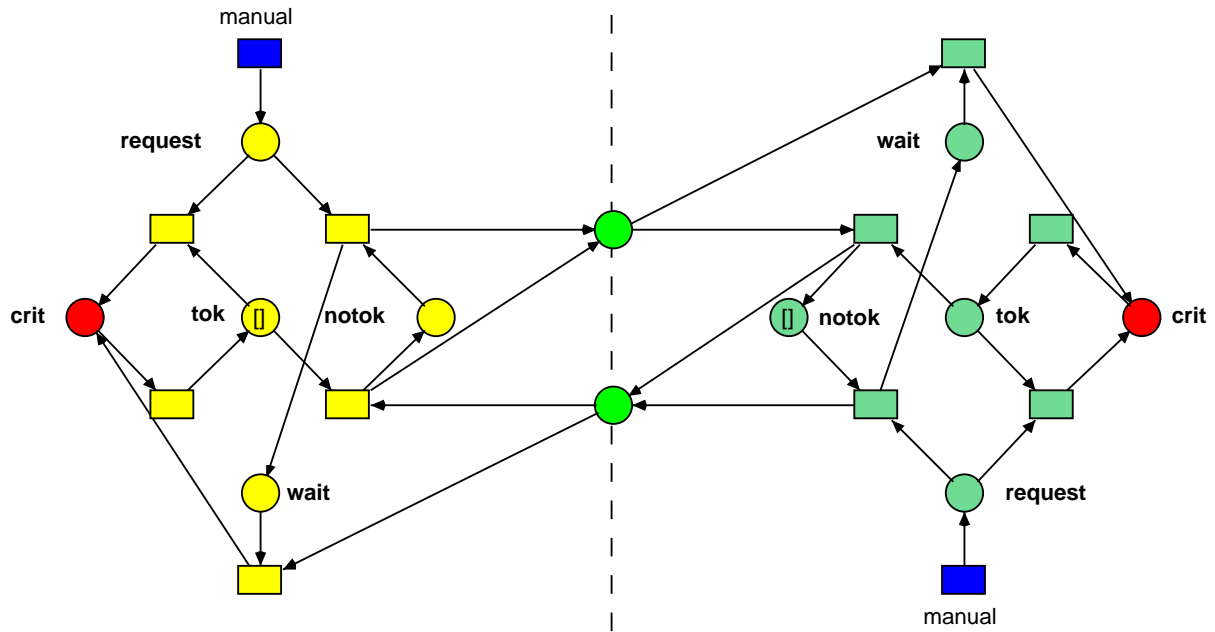 manual
request
wait
crit
tok
[]
notok
[]
notok
tok
crit
wait
request
manual